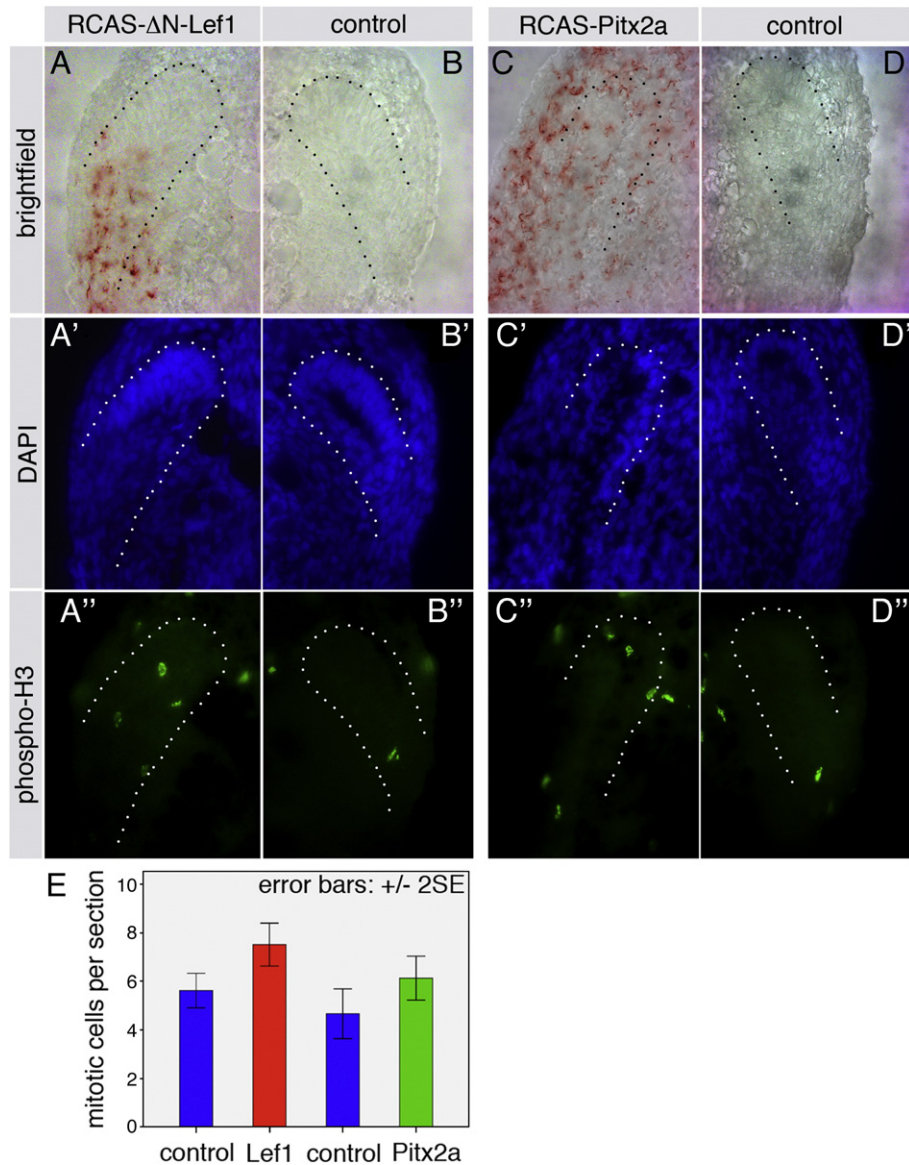 RCAS-ΔN-Lef1 control RCAS-Pitx2a control
A B C D
brightfield
A' B' C' D'
DAPI
A'' B'' C'' D''
phospho-H3
E
error bars: +/- 2SE
mitotic cells per section
10
8
6
4
2
0
control Lef1 control Pitx2a